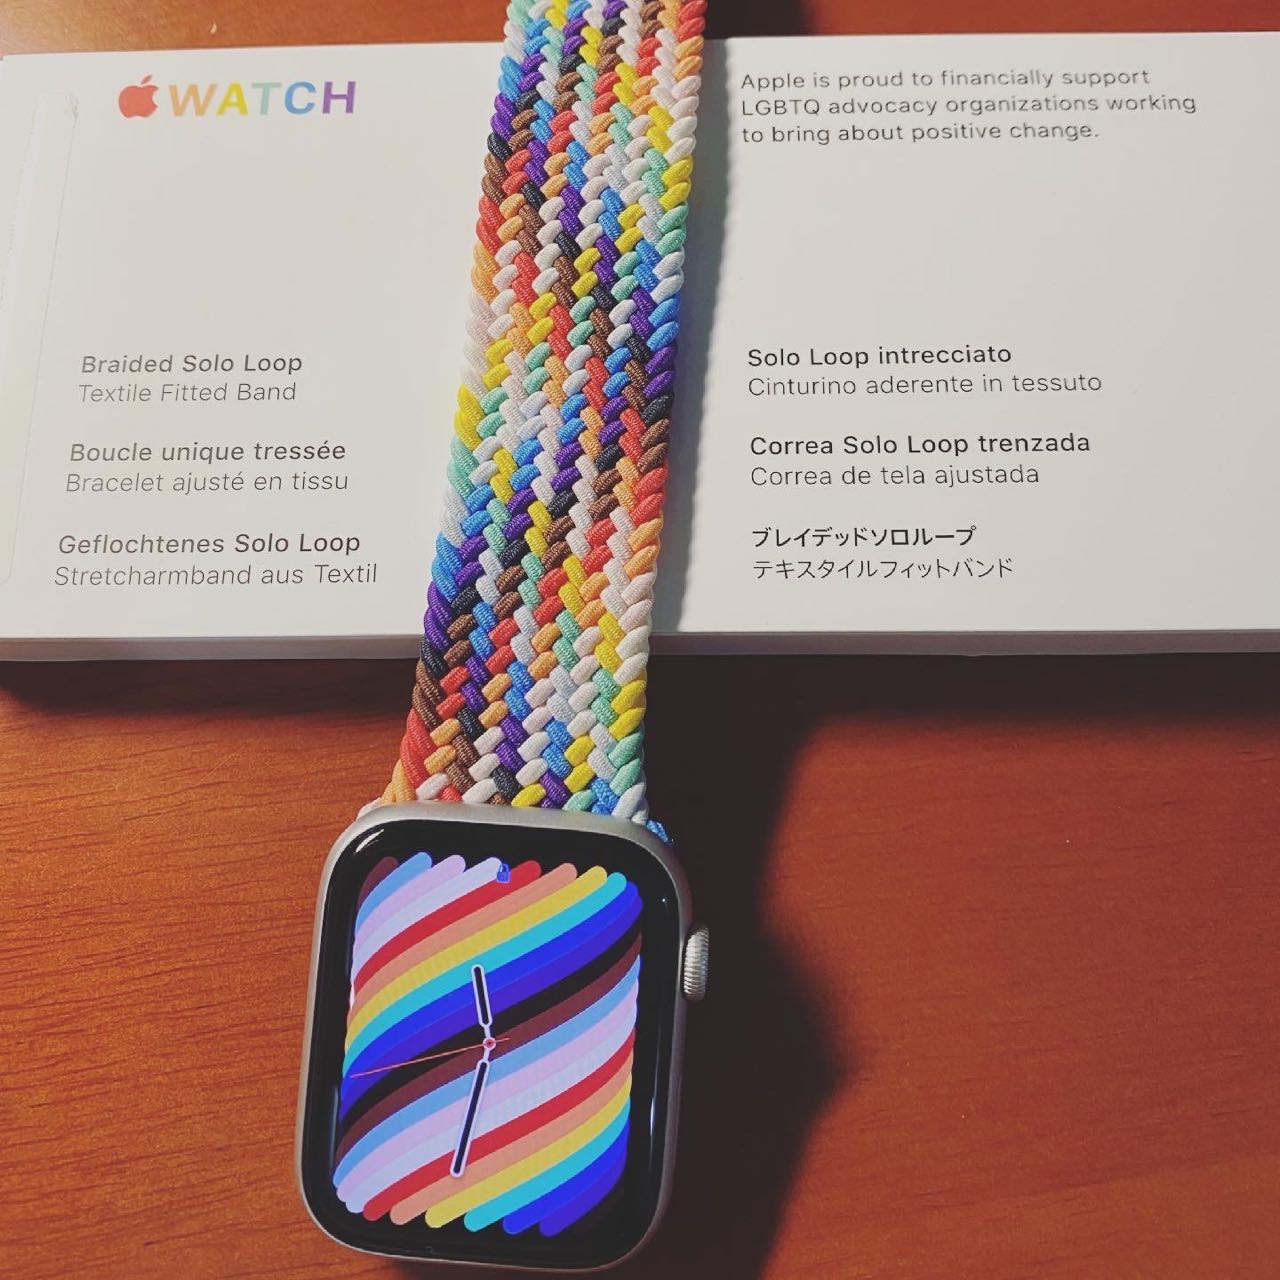 WATCH
Braided Solo Loop
Textile Fitted Band
Boucle unique tressée
Bracelet ajusté en tissu
Geflochtenes Solo Loop
Stretcharmband aus Textil
Apple is proud to financially support
LGBTQ advocacy organizations working
to bring about positive change.
Solo Loop intrecciato
Cinturino aderente in tessuto
Correa Solo Loop trenzada
Correa de tela ajustada
ブレイデッドソロループ
テキスタイルフィットバンド